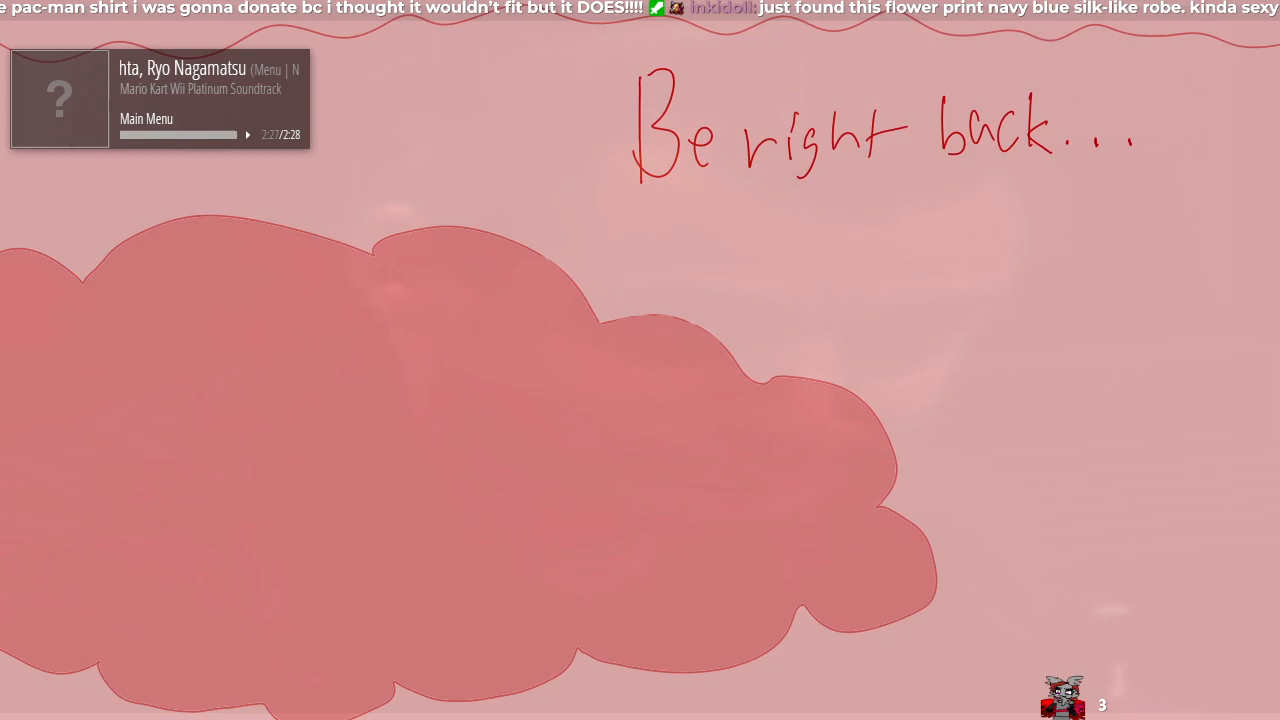 e pac-man shirt i was gonna donate bc i thought it wouldn't fit but it DOES!!!! inkidoll: just found this flower print navy blue silk-like robe. kinda sexy
hta, Ryo Nagamatsu (Menu | N
Mario Kart Wii Platinum Soundtrack
Main Menu
2:27/2:28
?
Be right back...
3